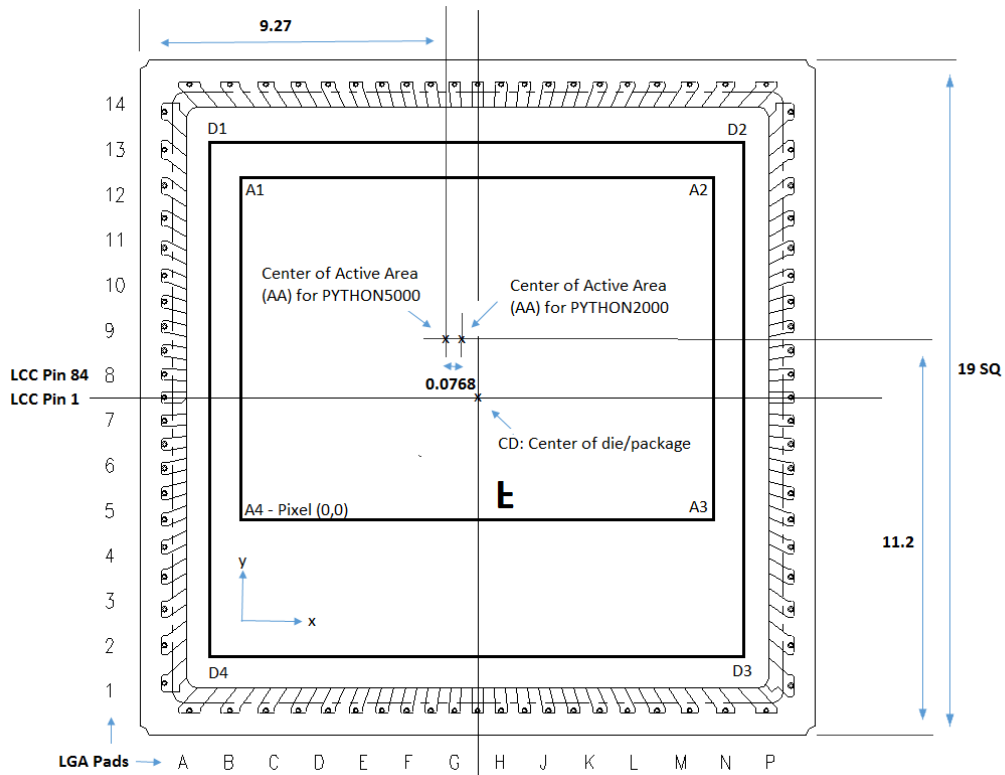 9.27
14
13
12
11
10
9
8
7
6
5
4
3
2
1
D1
D2
A1
A2
Center of Active Area
(AA) for PYTHON5000
Center of Active Area
(AA) for PYTHON2000
x x
0.0768
x
LCC Pin 84
LCC Pin 1
19 SQ
CD: Center of die/package
A4 - Pixel (0,0)
A3
11.2
y
x
D4
D3
LGA Pads
A B C D E F G H J K L M N P